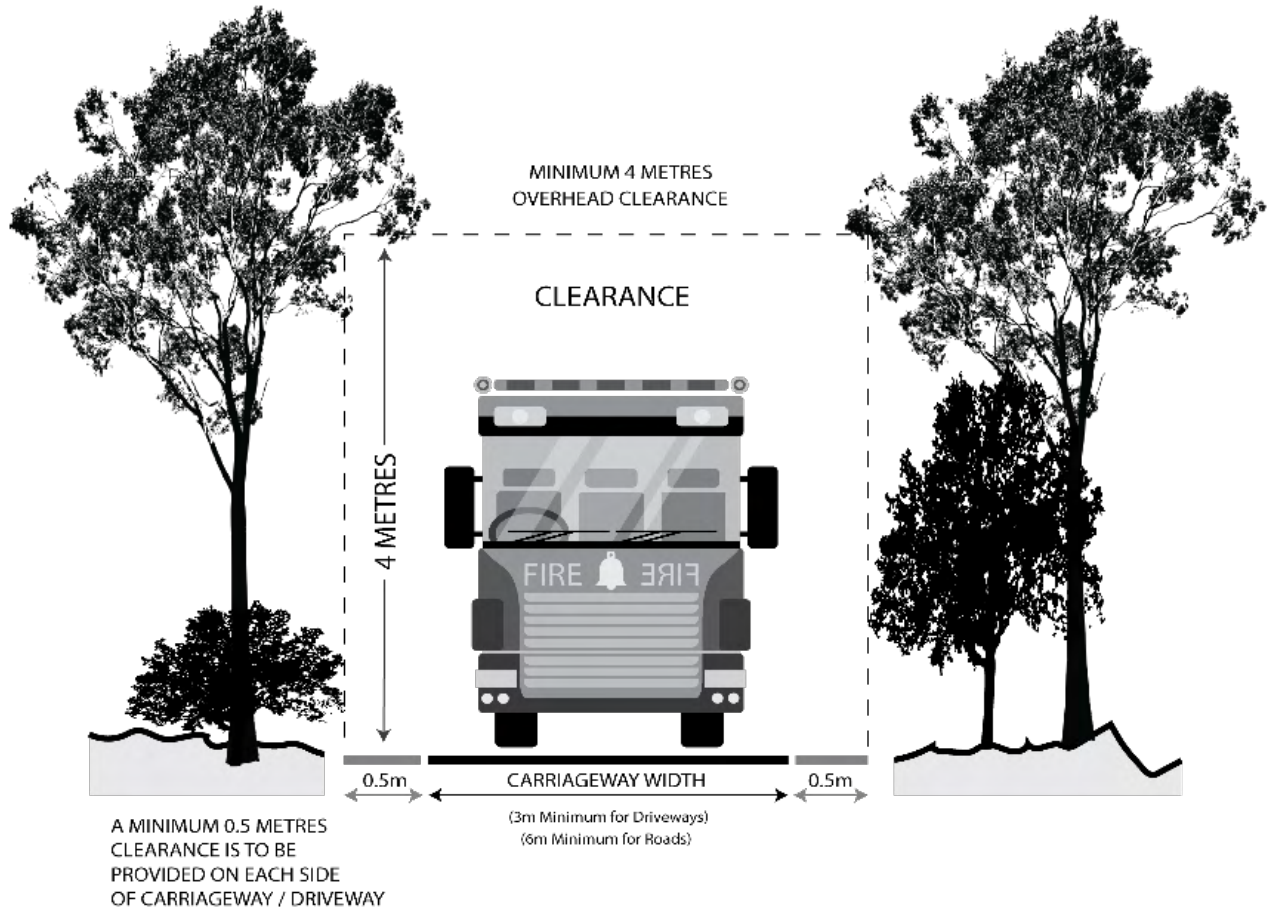 MINIMUM 4 METRES
OVERHEAD CLEARANCE
CLEARANCE
4 METRES
FIRE FIRE
0.5m CARRIAGEWAY WIDTH 0.5m
(3m Minimum for Driveways)
(6m Minimum for Roads)
A MINIMUM 0.5 METRES
CLEARANCE IS TO BE
PROVIDED ON EACH SIDE
OF CARRIAGEWAY / DRIVEWAY